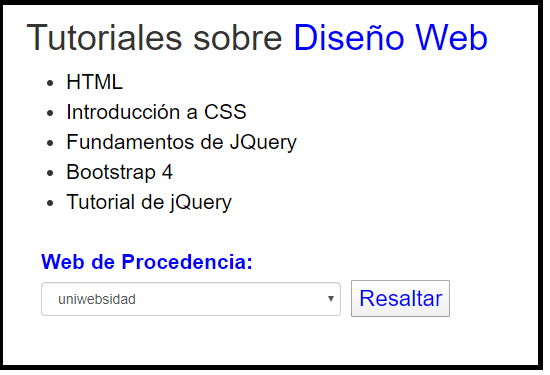 Tutoriales sobre Diseño Web
HTML
Introducción a CSS
Fundamentos de JQuery
Bootstrap 4
Tutorial de jQuery
Web de Procedencia:
uniwebsidad
Resaltar